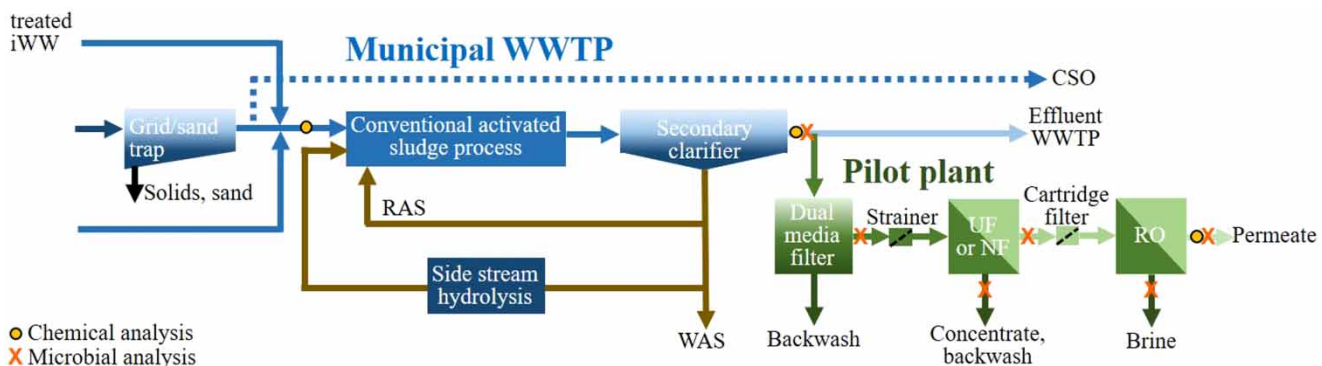 treated
iWW
Municipal WWTP
CSO
Grid/sand
trap
Conventional activated
sludge process
Secondary
clarifier
Effluent
WWTP
Solids, sand
RAS
Pilot plant
Dual
media
filter
Strainer
UF
or NF
Cartridge
filter
RO
Permeate
Side stream
hydrolysis
WAS
Backwash
Concentrate,
backwash
Brine
Chemical analysis
X Microbial analysis